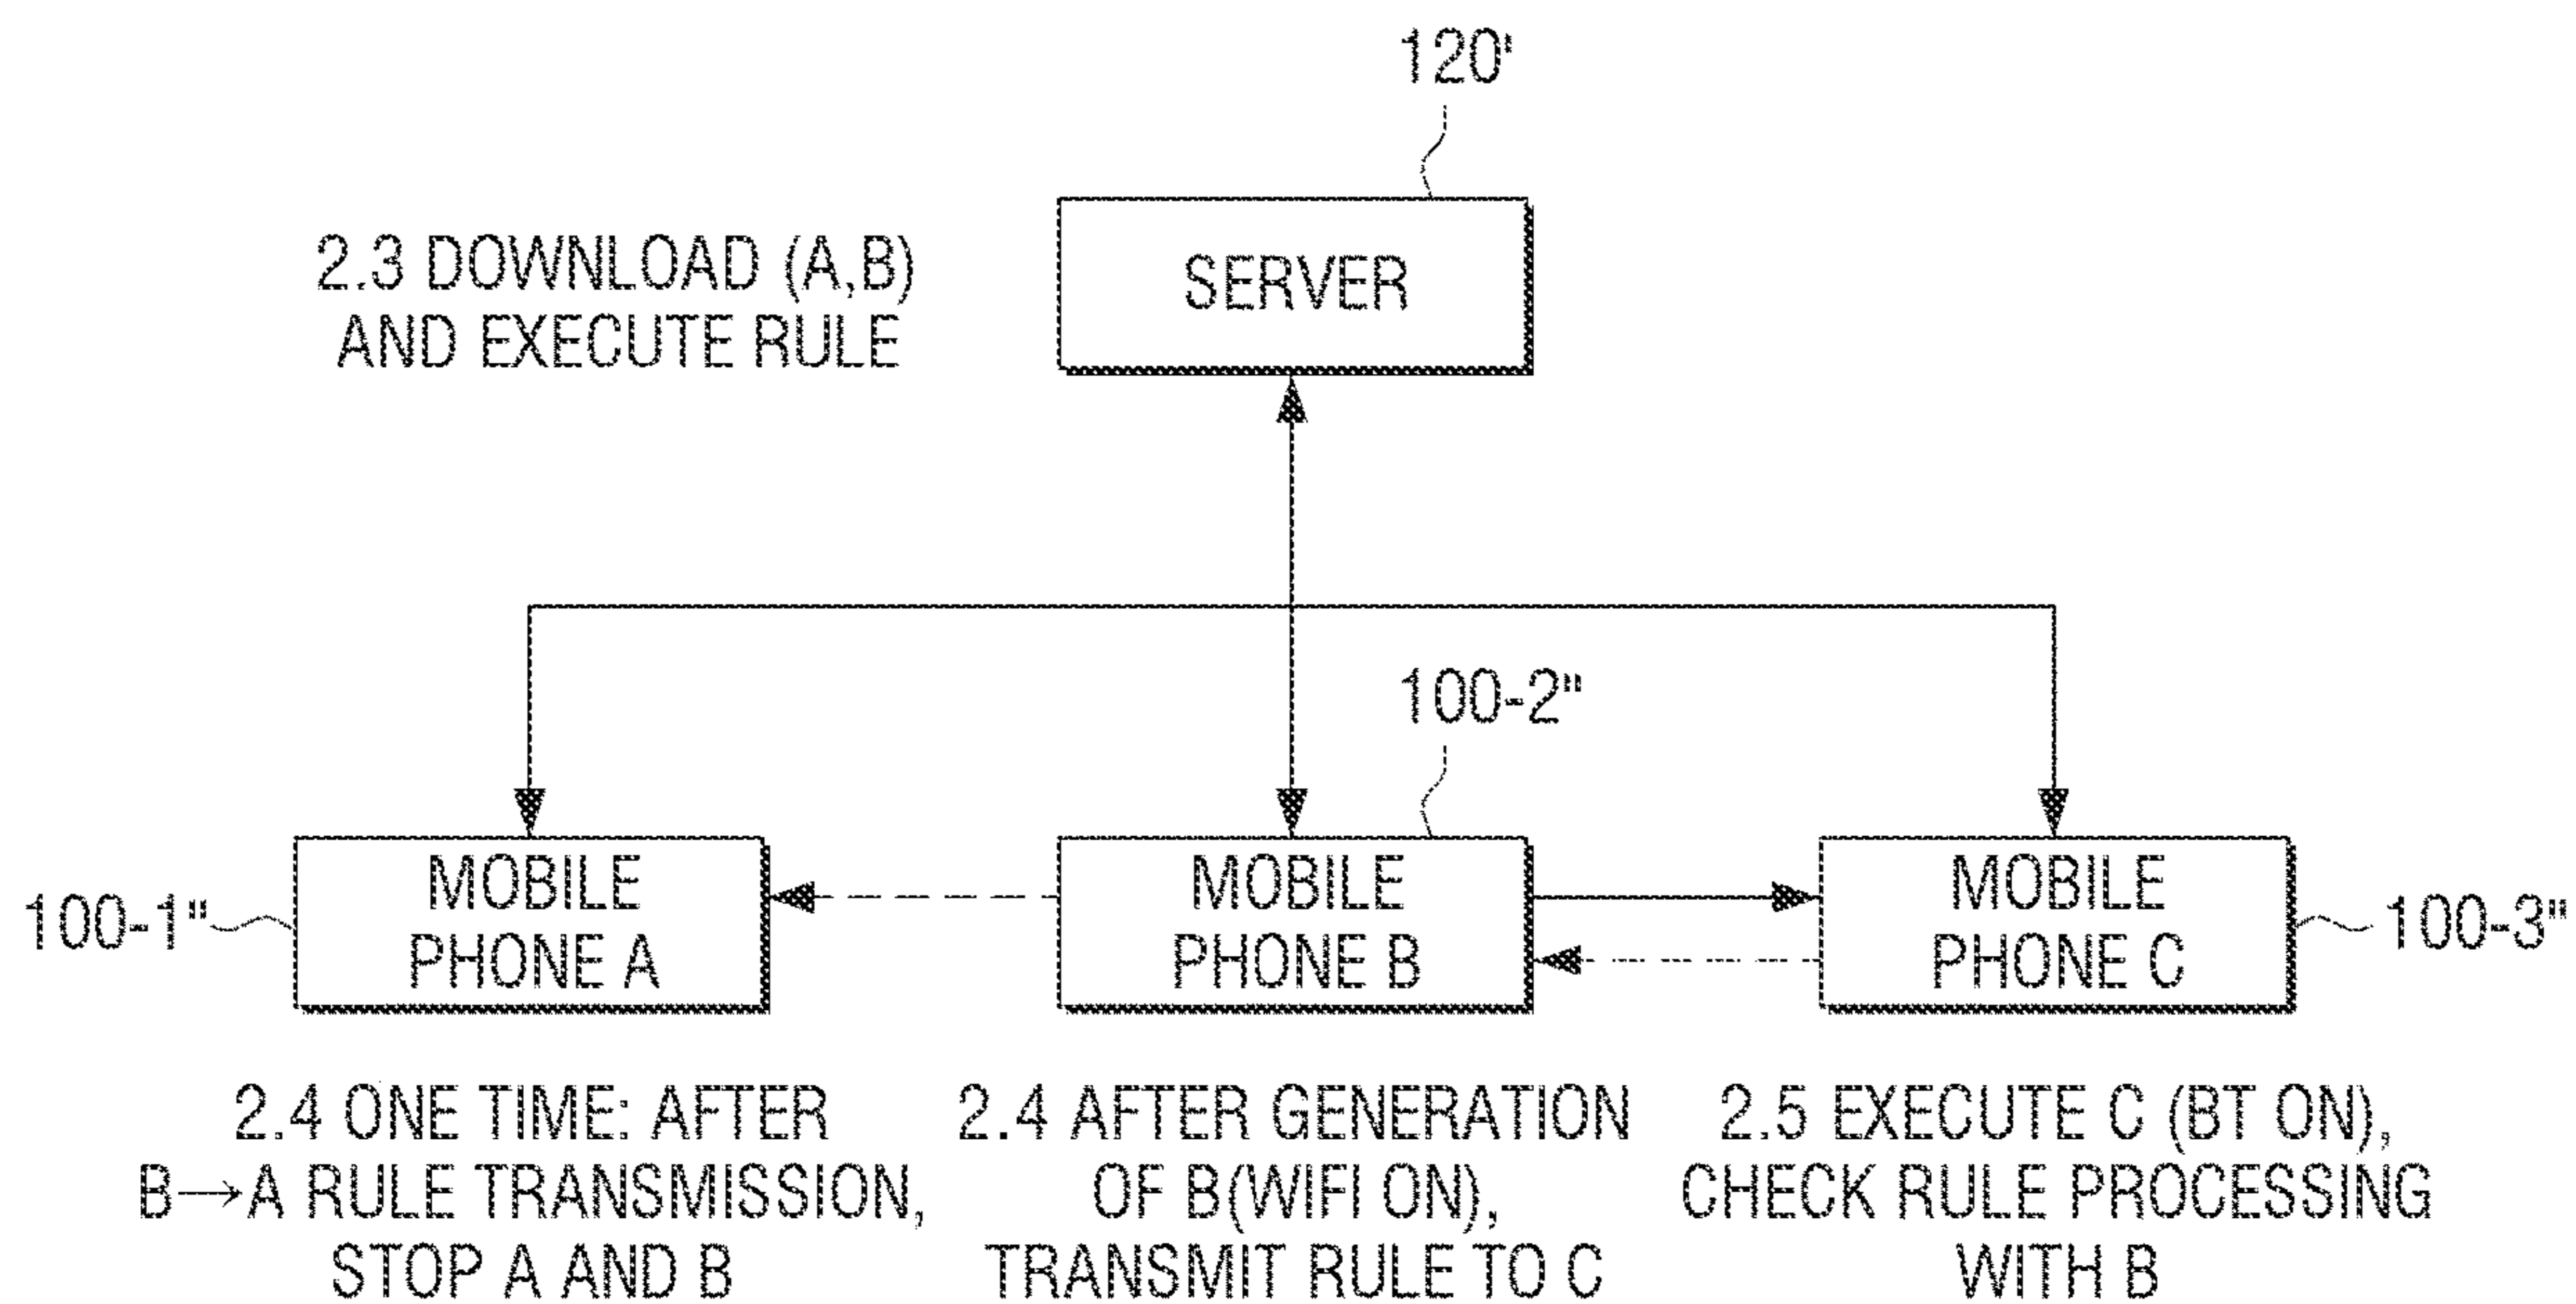 120'
2.3 DOWNLOAD (A,B)
AND EXECUTE RULE
SERVER
100-2"
100-1"
MOBILE
PHONE A
MOBILE
PHONE B
MOBILE
PHONE C
100-3"
2.4 ONE TIME: AFTER
B→A RULE TRANSMISSION,
STOP A AND B
2.4 AFTER GENERATION
OF B(WIFI ON),
TRANSMIT RULE TO C
2.5 EXECUTE C (BT ON),
CHECK RULE PROCESSING
WITH B